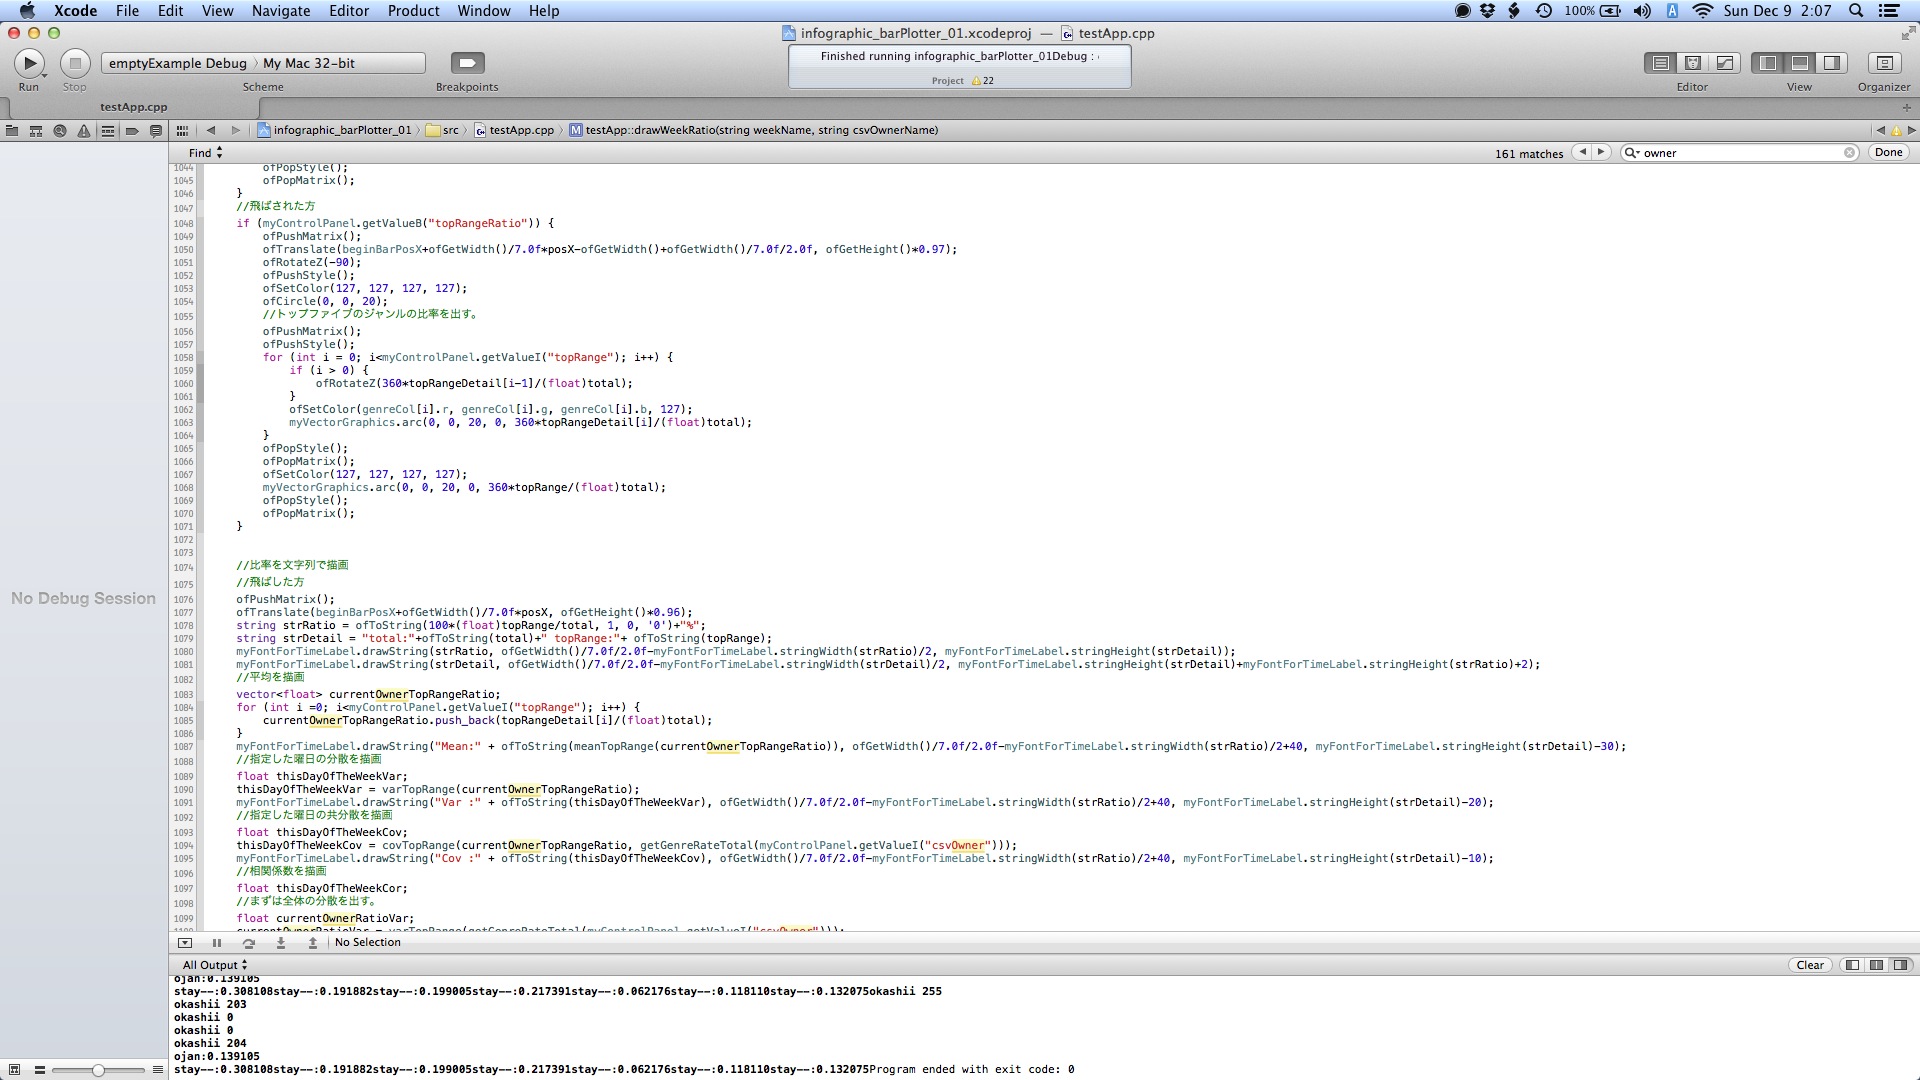 Xcode File Edit View Navigate Editor Product Window Help 100% A Sun Dec 9 2:07
infographic_barPlotter_01.xcodeproj — testApp.cpp
Finished running infographic_barPlotter_01Debug :
Project 22
emptyExample Debug My Mac 32-bit
Run Stop Scheme Breakpoints Editor View Organizer
testApp.cpp
infographic_barPlotter_01 src testApp.cpp M testApp::drawWeekRatio(string weekName, string csvOwnerName)
Find 161 matches owner Done
1044 ofPopStyle();
1045 ofPopMatrix();
1046 }
1047 //飛ばされた方
1048 if (myControlPanel.getValueB("topRangeRatio")) {
1049 ofPushMatrix();
1050 ofTranslate(beginBarPosX+ofGetWidth()/7.0f*posX-ofGetWidth()+ofGetWidth()/7.0f/2.0f, ofGetHeight()*0.97);
1051 ofRotateZ(-90);
1052 ofPushStyle();
1053 ofSetColor(127, 127, 127, 127);
1054 ofCircle(0, 0, 20);
1055 //トップファイブのジャンルの比率を出す。
1056 ofPushMatrix();
1057 ofPushStyle();
1058 for (int i = 0; i<myControlPanel.getValueI("topRange"); i++) {
1059 if (i > 0) {
1060 ofRotateZ(360*topRangeDetail[i-1]/(float)total);
1061 }
1062 ofSetColor(genreCol[i].r, genreCol[i].g, genreCol[i].b, 127);
1063 myVectorGraphics.arc(0, 0, 20, 0, 360*topRangeDetail[i]/(float)total);
1064 }
1065 ofPopStyle();
1066 ofPopMatrix();
1067 ofSetColor(127, 127, 127, 127);
1068 myVectorGraphics.arc(0, 0, 20, 0, 360*topRange/(float)total);
1069 ofPopStyle();
1070 ofPopMatrix();
1071 }
1072
1073
1074 //比率を文字列で描画
1075 //飛ばした方
1076 ofPushMatrix();
1077 ofTranslate(beginBarPosX+ofGetWidth()/7.0f*posX, ofGetHeight()*0.96);
1078 string strRatio = ofToString(100*(float)topRange/total, 1, 0, '0')+"%";
1079 string strDetail = "total:"+ofToString(total)+" topRange:"+ ofToString(topRange);
1080 myFontForTimeLabel.drawString(strRatio, ofGetWidth()/7.0f/2.0f-myFontForTimeLabel.stringWidth(strRatio)/2, myFontForTimeLabel.stringHeight(strDetail));
1081 myFontForTimeLabel.drawString(strDetail, ofGetWidth()/7.0f/2.0f-myFontForTimeLabel.stringWidth(strDetail)/2, myFontForTimeLabel.stringHeight(strDetail)+myFontForTimeLabel.stringHeight(strRatio)+2);
1082 //平均を描画
1083 vector<float> currentOwnerTopRangeRatio;
1084 for (int i =0; i<myControlPanel.getValueI("topRange"); i++) {
1085 currentOwnerTopRangeRatio.push_back(topRangeDetail[i]/(float)total);
1086 }
1087 myFontForTimeLabel.drawString("Mean:" + ofToString(meanTopRange(currentOwnerTopRangeRatio)), ofGetWidth()/7.0f/2.0f-myFontForTimeLabel.stringWidth(strRatio)/2+40, myFontForTimeLabel.stringHeight(strDetail)-30);
1088 //指定した曜日の分散を描画
1089 float thisDayOfTheWeekVar;
1090 thisDayOfTheWeekVar = varTopRange(currentOwnerTopRangeRatio);
1091 myFontForTimeLabel.drawString("Var :" + ofToString(thisDayOfTheWeekVar), ofGetWidth()/7.0f/2.0f-myFontForTimeLabel.stringWidth(strRatio)/2+40, myFontForTimeLabel.stringHeight(strDetail)-20);
1092 //指定した曜日の共分散を描画
1093 float thisDayOfTheWeekCov;
1094 thisDayOfTheWeekCov = covTopRange(currentOwnerTopRangeRatio, getGenreRateTotal(myControlPanel.getValueI("csvOwner")));
1095 myFontForTimeLabel.drawString("Cov :" + ofToString(thisDayOfTheWeekCov), ofGetWidth()/7.0f/2.0f-myFontForTimeLabel.stringWidth(strRatio)/2+40, myFontForTimeLabel.stringHeight(strDetail)-10);
1096 //相関係数を描画
1097 float thisDayOfTheWeekCor;
1098 //まずは全体の分散を出す。
1099 float currentOwnerRatioVar;
1100 currentOwnerRatioVar = varTopRange(getGenreRateTotal(myControlPanel.getValueI("csvOwner")));
No Debug Session
No Selection
All Output Clear
ojan:0.139105
stay--:0.308108stay--:0.191882stay--:0.199005stay--:0.217391stay--:0.062176stay--:0.118110stay--:0.132075okashii 255
okashii 203
okashii 0
okashii 0
okashii 204
ojan:0.139105
stay--:0.308108stay--:0.191882stay--:0.199005stay--:0.217391stay--:0.062176stay--:0.118110stay--:0.132075Program ended with exit code: 0